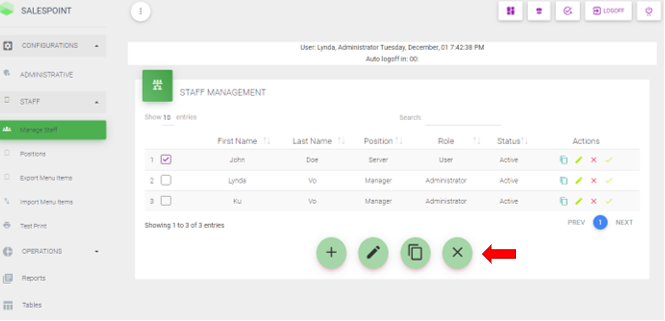 SALESPOINT
LOGOFF
CONFIGURATIONS
ADMINISTRATIVE
STAFF
Manage Staff
Positions
Export Menu Items
Import Menu Items
Test Print
OPERATIONS
Reports
Tables
User: Lynda, Administrator Tuesday, December, 01 7:42:38 PM
Auto logoff in: 00:
STAFF MANAGEMENT
Show 10 entries Search:
First Name Last Name Position Role Status Actions
1 John Doe Server User Active
2 Lynda Vo Manager Administrator Active
3 Ku Vo Manager Administrator Active
Showing 1 to 3 of 3 entries PREV 1 NEXT